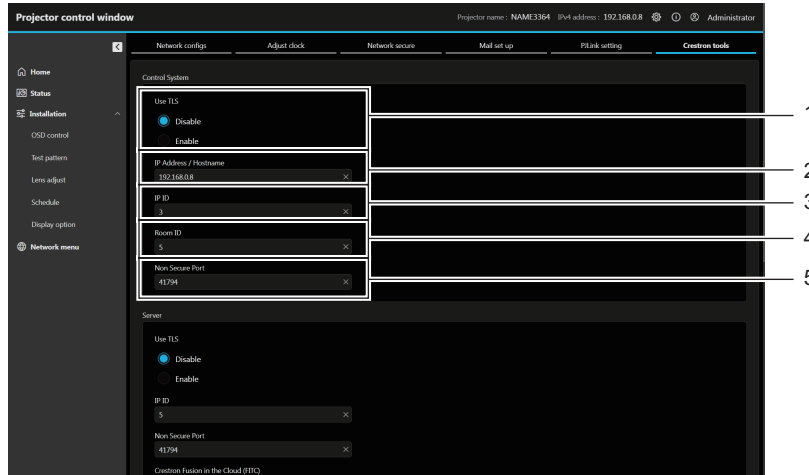 Projector control window
Projector name : NAME3364 IPv4 address : 192.168.0.8 Administrator
Network configs Adjust clock Network secure Mail set up PJLink setting Crestron tools
Home
Status
Installation
OSD control
Test pattern
Lens adjust
Schedule
Display option
Network menu
Control System
Use TLS
Disable
Enable
IP Address / Hostname
192.168.0.8
IP ID
3
Room ID
5
Non Secure Port
41794
1
2
3
4
5
Server
Use TLS
Disable
Enable
IP ID
5
Non Secure Port
41794
Crestron Fusion in the Cloud (FITC)